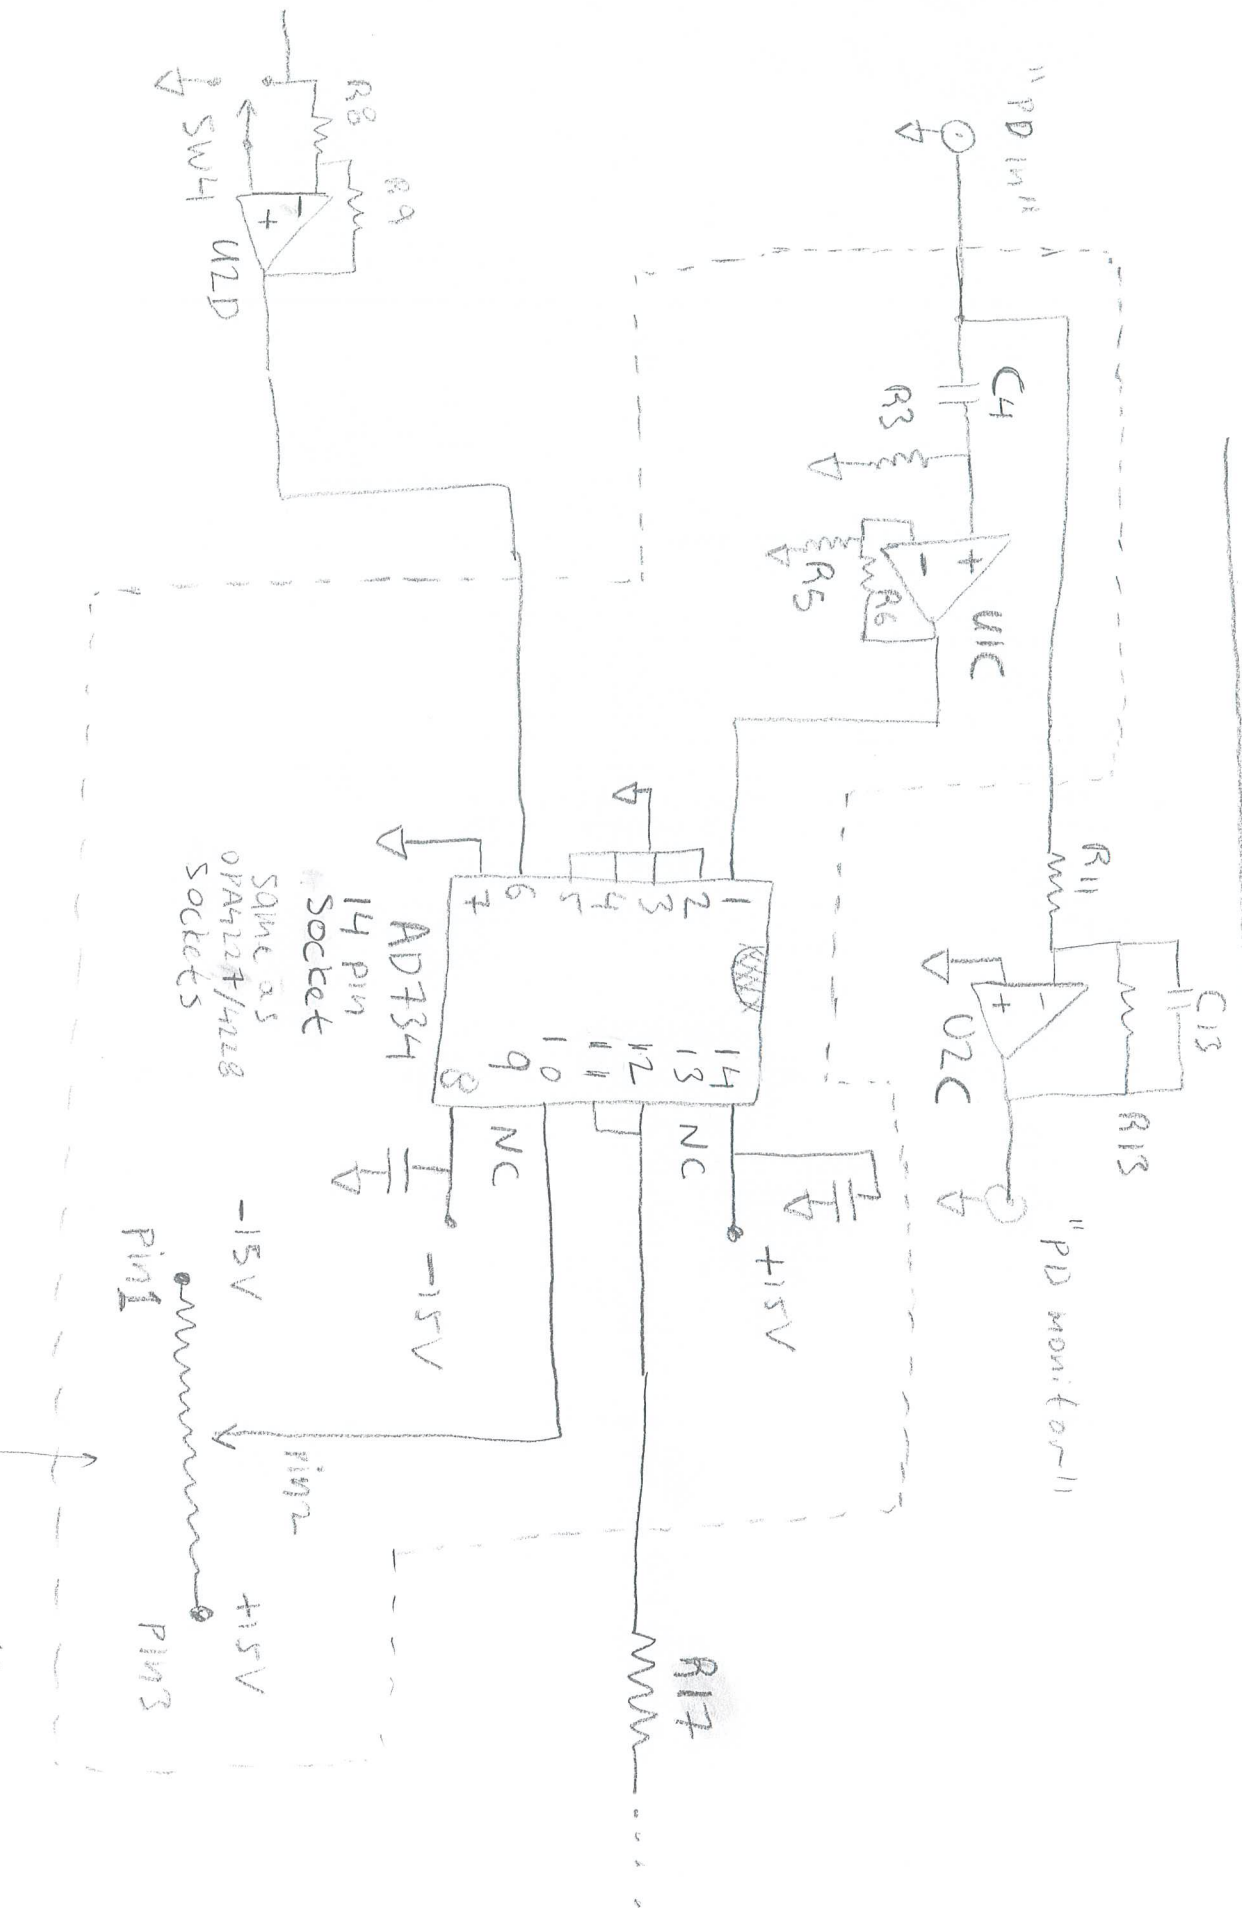 "PD in"
C4
R3
+
-
U1C
R5
R6
R11
-
+
U2C
C13
R13
"PD monitor"
R8
R9
SW4
-
+
U2D
1
2
3
4
5
6
7
14
13
12
11
10
9
8
NC
NC
+15V
-15V
AD734
14 pin
socket
same as
OPA4227/4228
sockets
R17
-15V
pin1
pin2
+15V
pin3